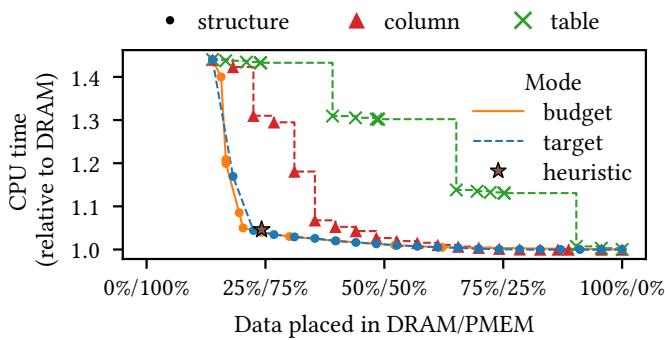 structure column table
CPU time
(relative to DRAM)
1.4
1.3
1.2
1.1
1.0
Mode
budget
target
heuristic
0%/100% 25%/75% 50%/50% 75%/25% 100%/0%
Data placed in DRAM/PMEM